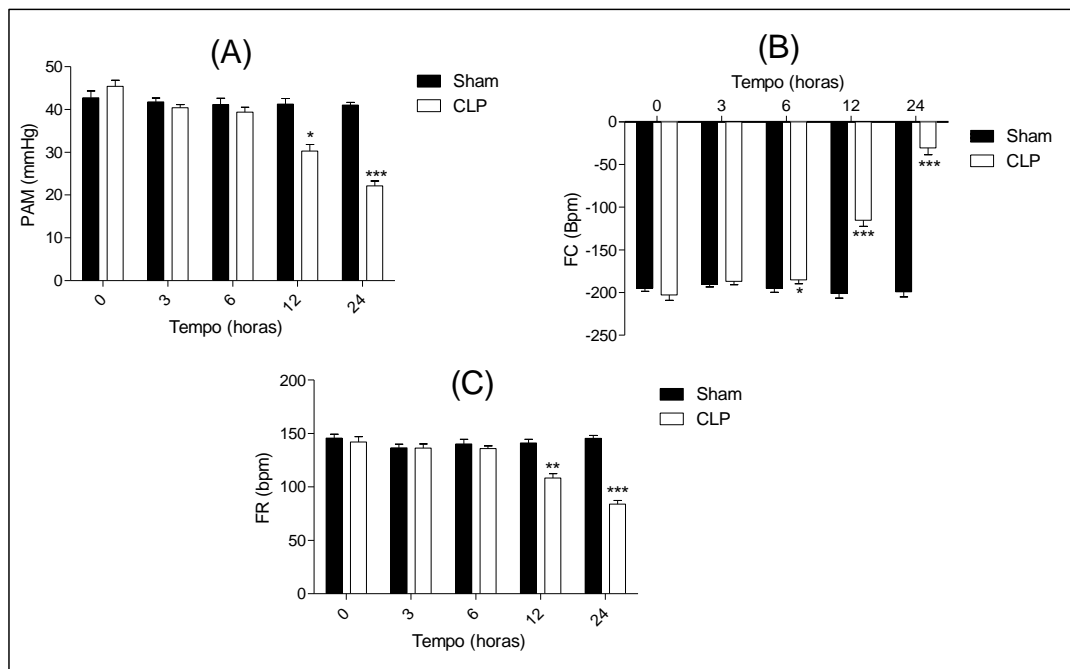 (A)
50
40
30
20
10
0
PAM (mmHg)
*
***
0 3 6 12 24
Tempo (horas)
Sham
CLP
(B)
Tempo (horas)
0 3 6 12 24
0
-50
-100
-150
-200
-250
FC (Bpm)
*
***
***
Sham
CLP
(C)
200
150
100
50
0
FR (bpm)
**
***
0 3 6 12 24
Tempo (horas)
Sham
CLP